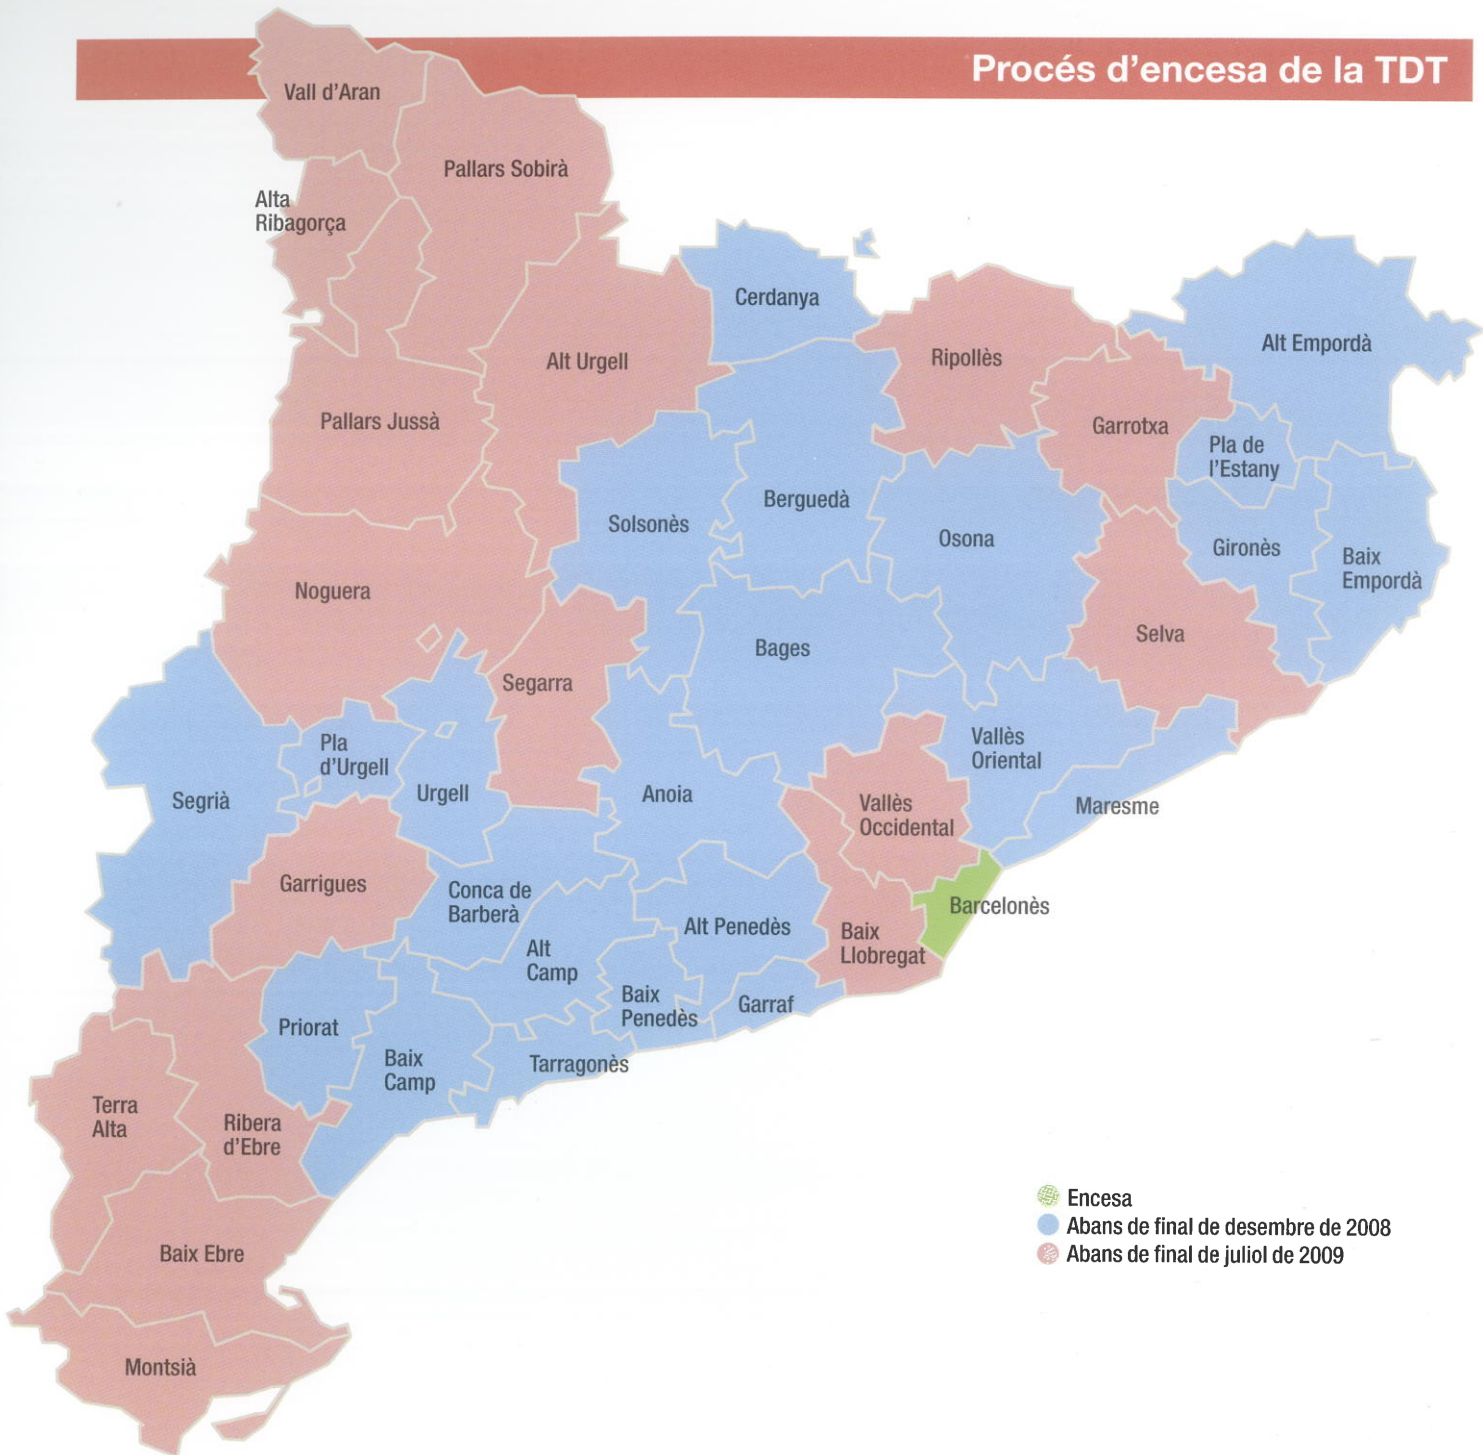 Procés d'encesa de la TDT
Vall d'Aran
Pallars Sobirà
Alta
Ribagorça
Cerdanya
Alt Empordà
Alt Urgell
Ripollès
Pallars Jussà
Garrotxa
Pla de
l'Estany
Berguedà
Solsonès
Osona
Gironès
Baix
Empordà
Noguera
Selva
Bages
Segarra
Pla
d'Urgell
Vallès
Oriental
Segrià
Urgell
Anoia
Vallès
Occidental
Maresme
Garrigues
Conca de
Barberà
Barcelonès
Alt Penedès
Baix
Llobregat
Alt
Camp
Baix
Penedès
Garraf
Priorat
Baix
Camp
Tarragonès
Terra
Alta
Ribera
d'Ebre
Baix Ebre
Montsià
Encesa
Abans de final de desembre de 2008
Abans de final de juliol de 2009